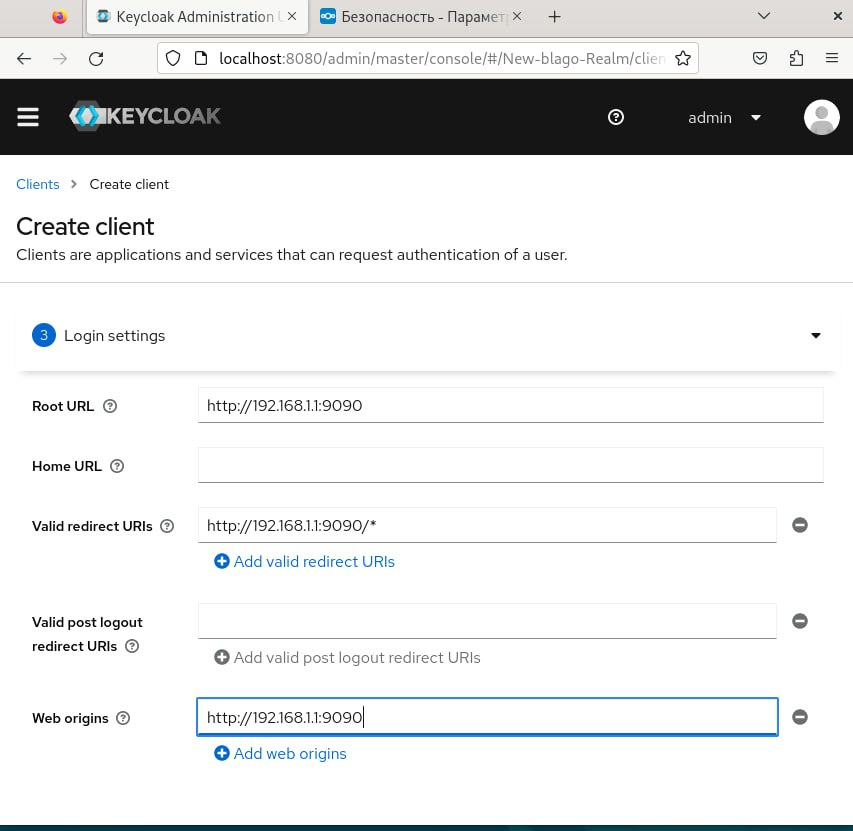 Keycloak Administration U
Безопасность - Парамет
localhost:8080/admin/master/console/#/New-blago-Realm/clien
KEYCLOAK
admin
Clients > Create client
Create client
Clients are applications and services that can request authentication of a user.
3 Login settings
Root URL
http://192.168.1.1:9090
Home URL
Valid redirect URIs
http://192.168.1.1:9090/*
Add valid redirect URIs
Valid post logout
redirect URIs
Add valid post logout redirect URIs
Web origins
http://192.168.1.1:9090
Add web origins